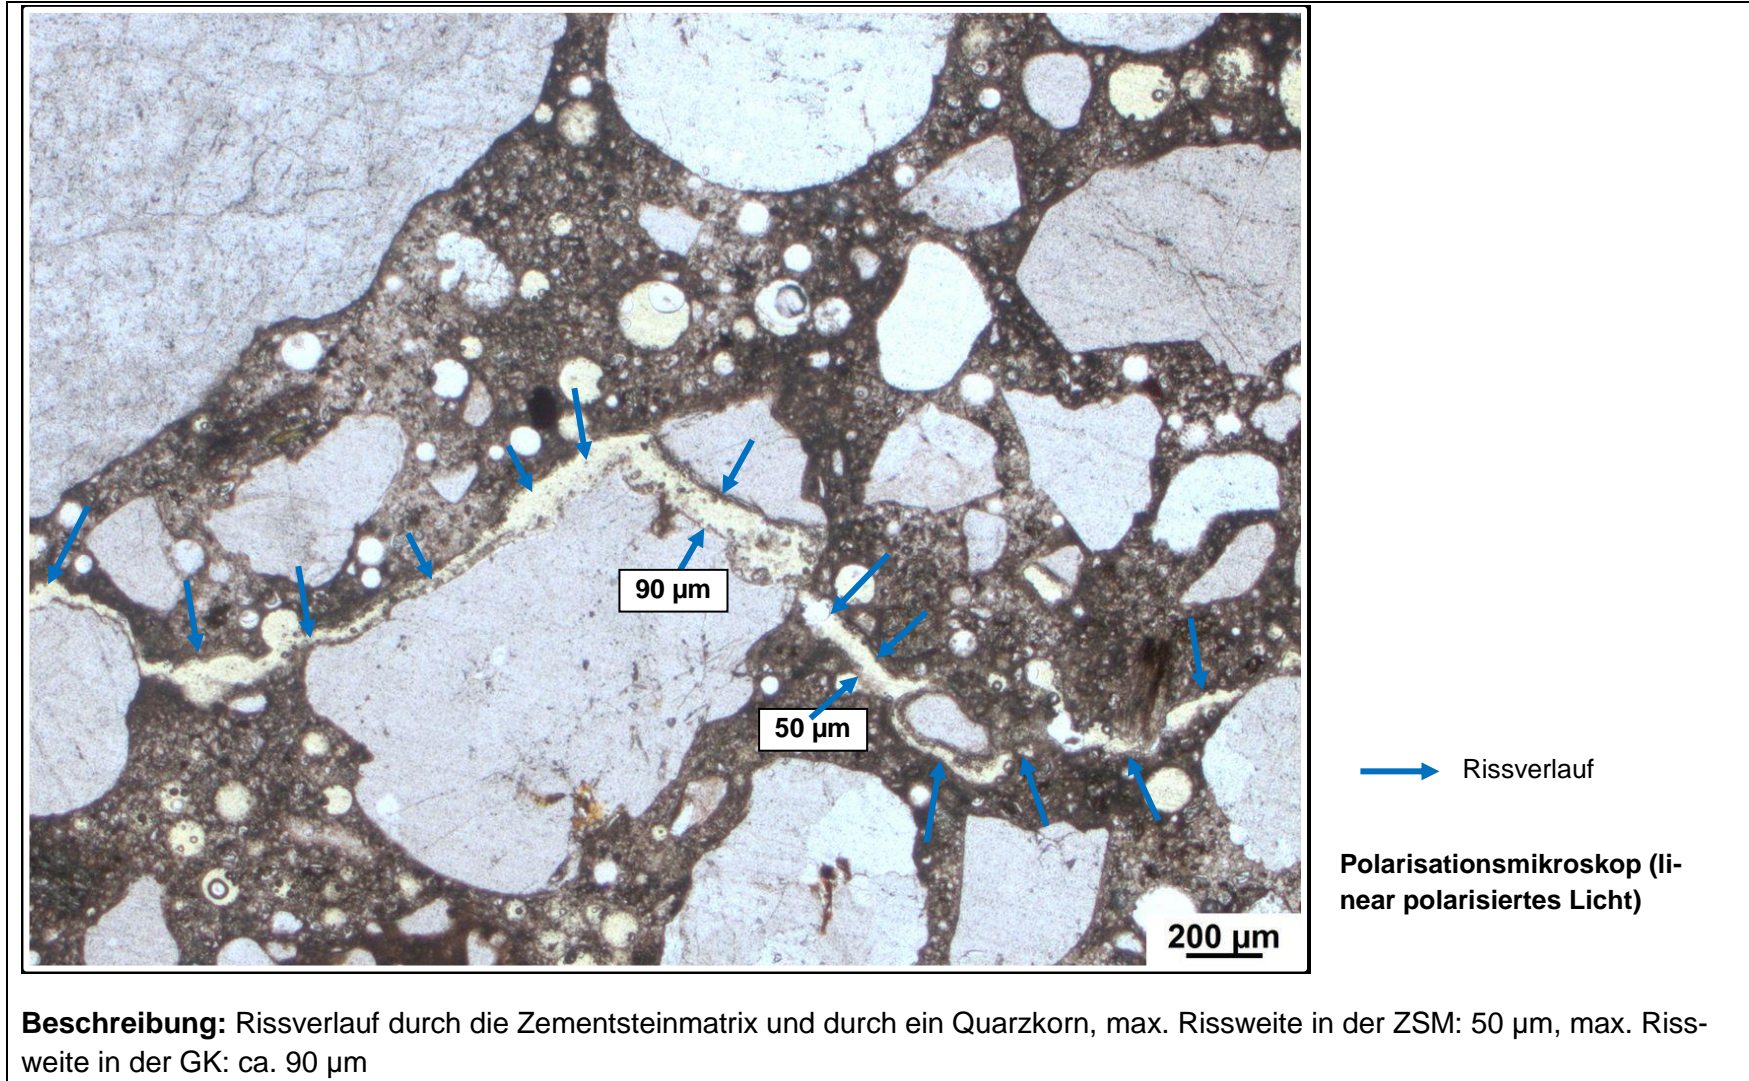 90 µm
50 µm
Rissverlauf
Polarisationsmikroskop (li-
near polarisiertes Licht)
200 µm
Beschreibung: Rissverlauf durch die Zementsteinmatrix und durch ein Quarzkorn, max. Rissweite in der ZSM: 50 µm, max. Riss-
weite in der GK: ca. 90 µm